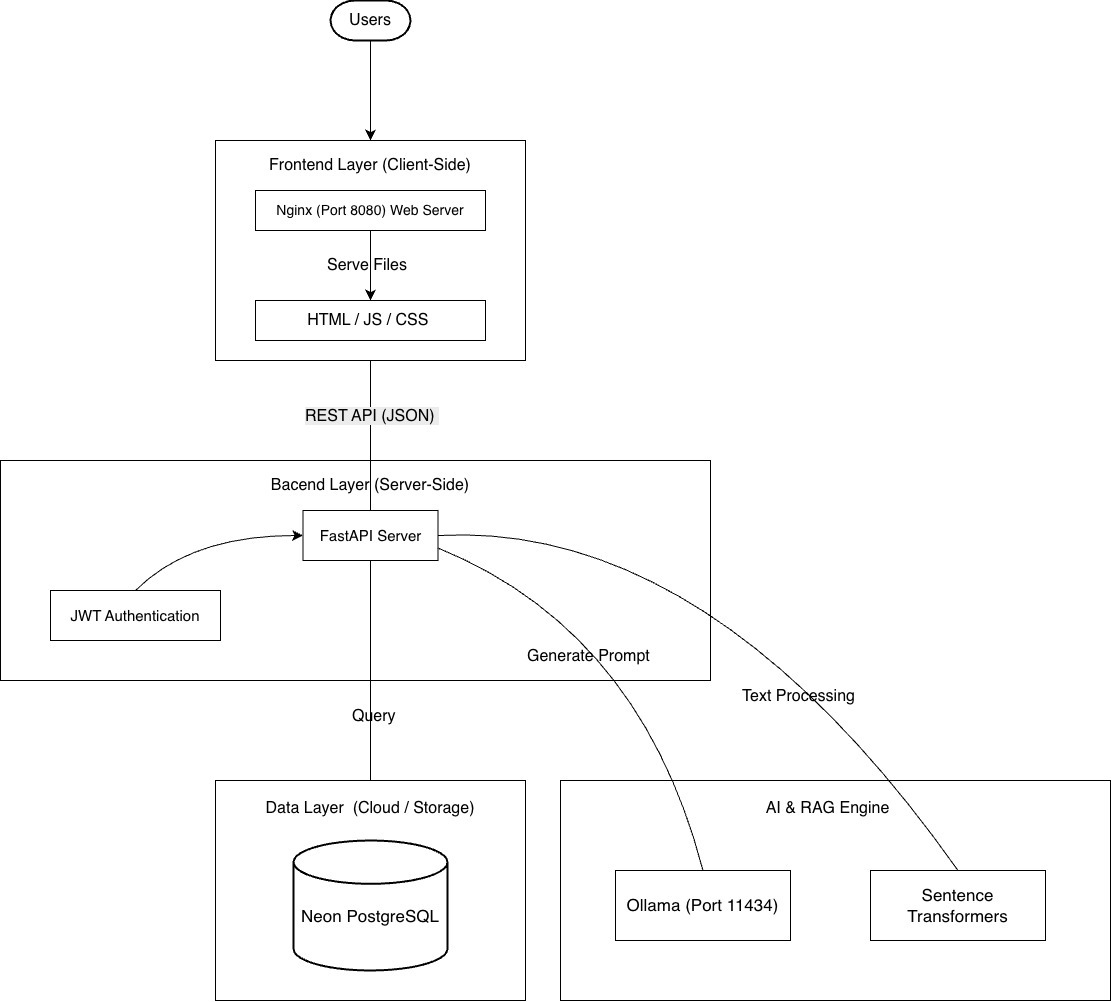 Users
Frontend Layer (Client-Side)
Nginx (Port 8080) Web Server
Serve Files
HTML / JS / CSS
REST API (JSON)
Bacend Layer (Server-Side)
FastAPI Server
JWT Authentication
Generate Prompt
Text Processing
Query
Data Layer  (Cloud / Storage)
AI & RAG Engine
Neon PostgreSQL
Ollama (Port 11434)
Sentence
Transformers